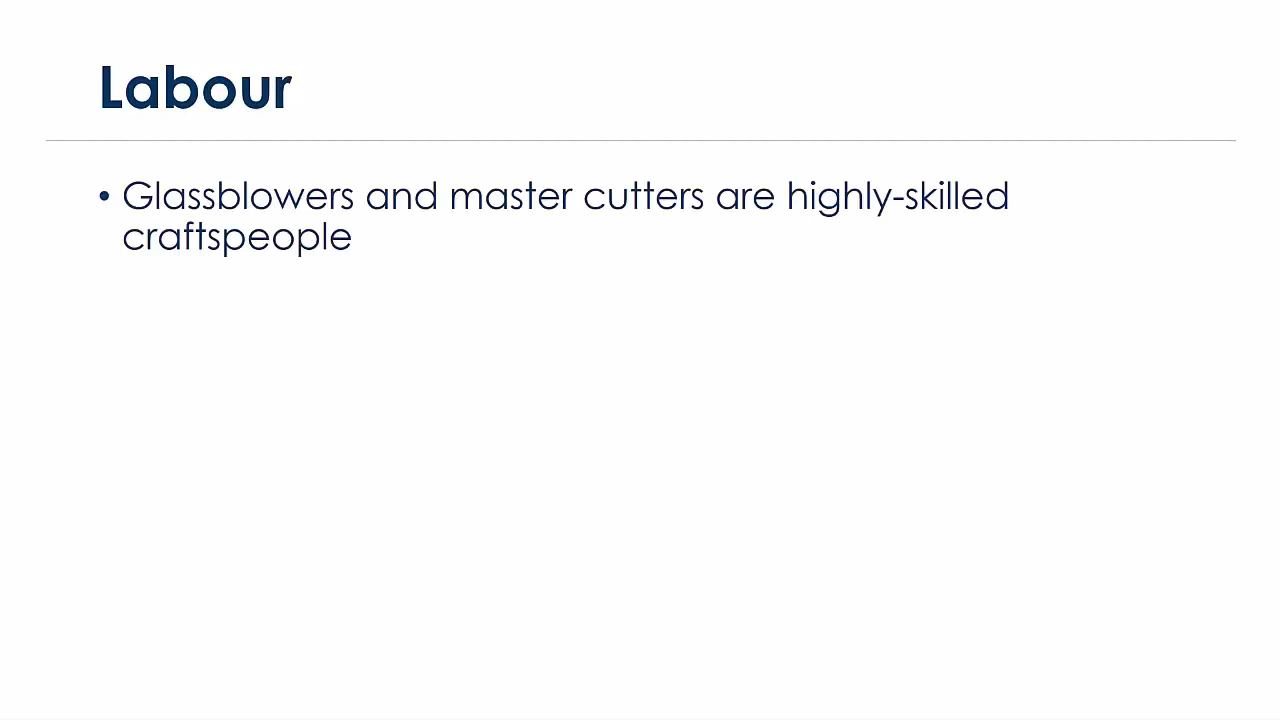 Labour
• Glassblowers and master cutters are highly-skilled
craftspeople